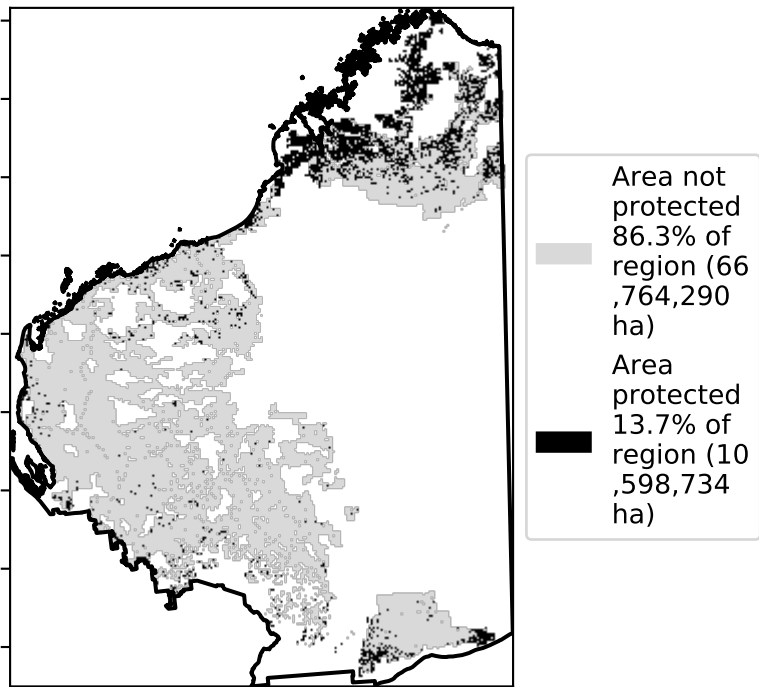 Area not
protected
86.3% of
region (66
,764,290
ha)
Area
protected
13.7% of
region (10
,598,734
ha)